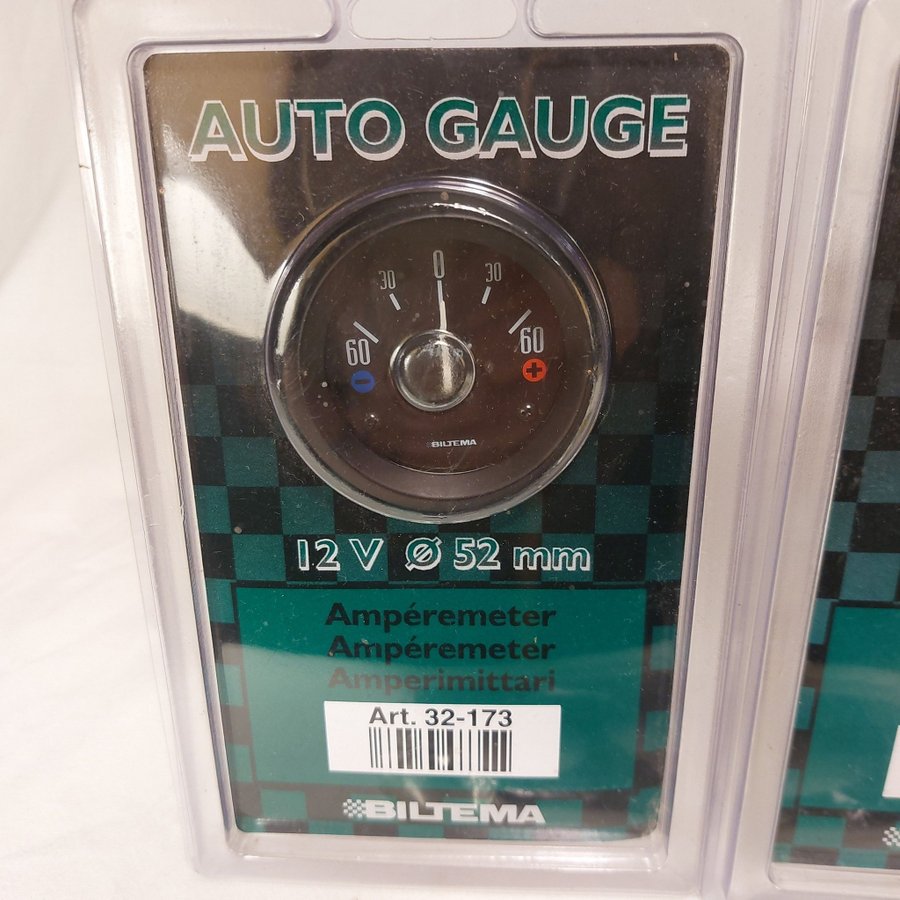 AUTO GAUGE
30 0 30
60 60
- +
BILTEMA
12 V Ø 52 mm
Ampéremeter
Ampéremeter
Amperimittari
Art. 32-173
BILTEMA